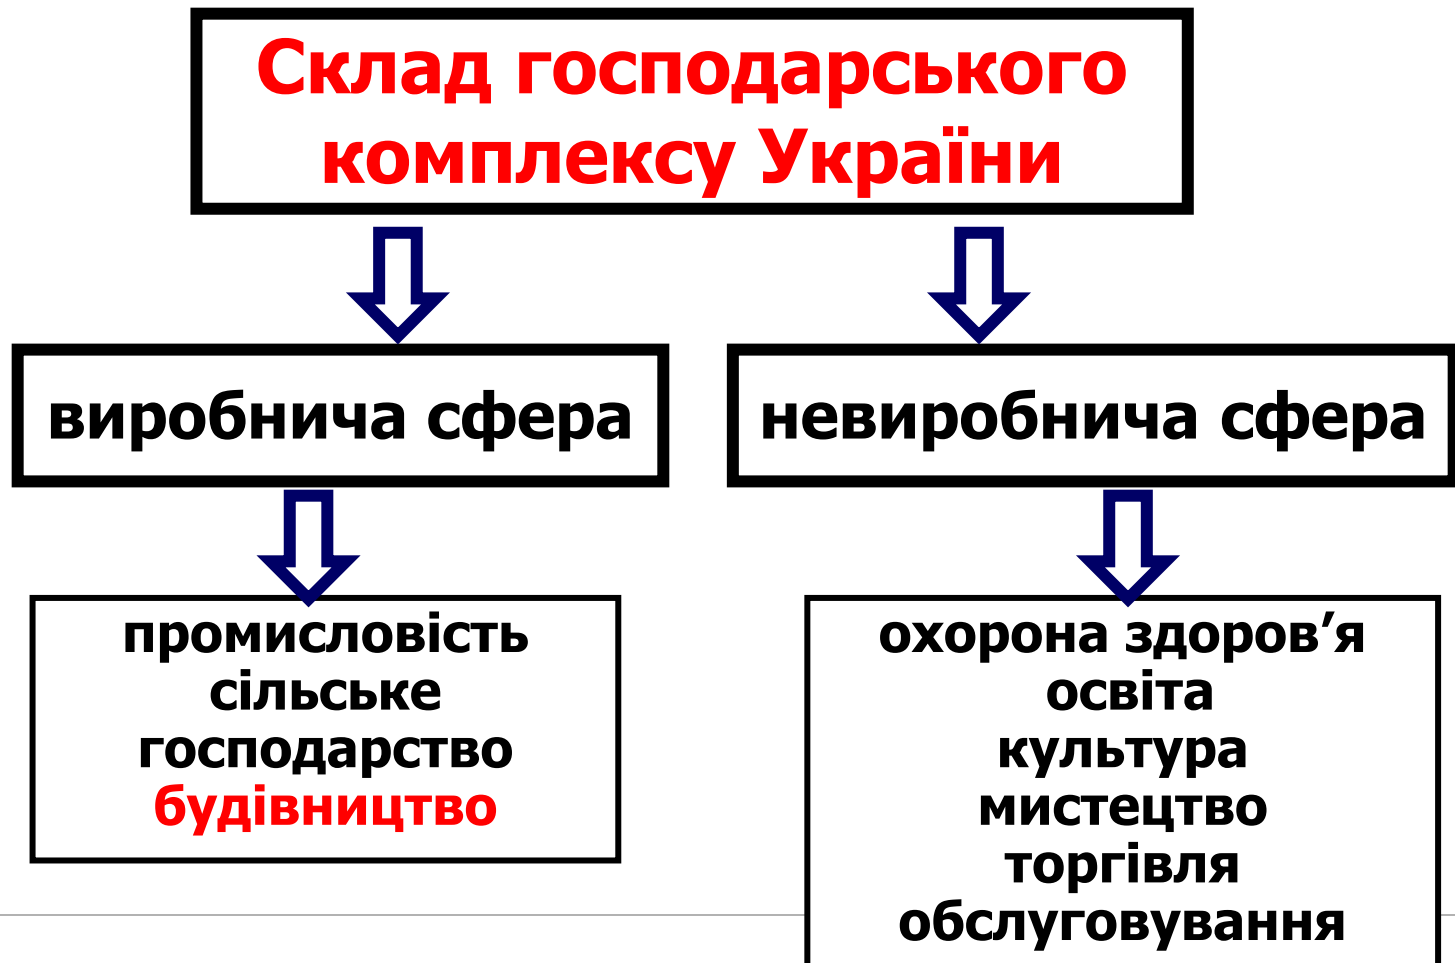 Склад господарського
комплексу України
виробнича сфера
невиробнича сфера
промисловість
сільське
господарство
будівництво
охорона здоров’я
освіта
культура
мистецтво
торгівля
обслуговування